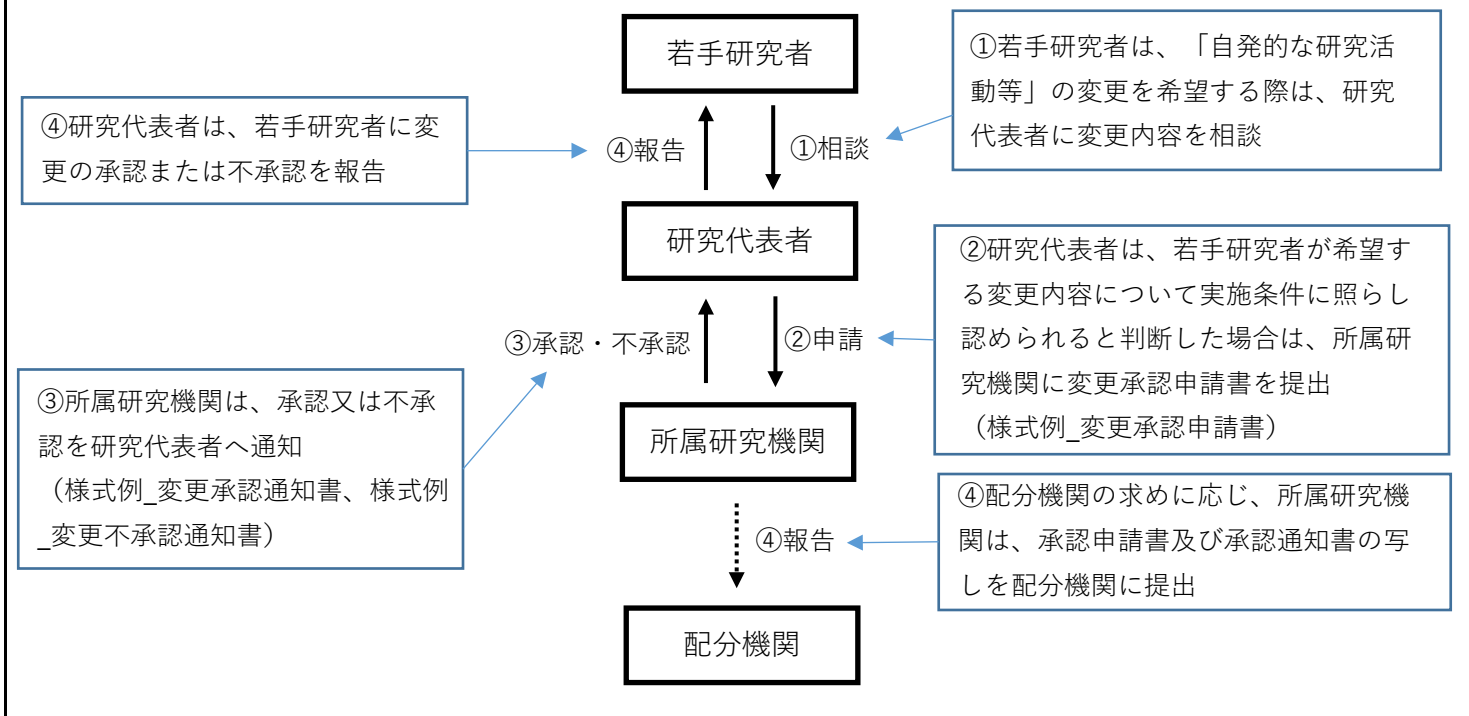 若手研究者
①若手研究者は、「自発的な研究活
動等」の変更を希望する際は、研究
代表者に変更内容を相談
④研究代表者は、若手研究者に変
更の承認または不承認を報告
④報告
①相談
研究代表者
②研究代表者は、若手研究者が希望す
る変更内容について実施条件に照らし
認められると判断した場合は、所属研
究機関に変更承認申請書を提出
（様式例_変更承認申請書）
③承認・不承認
②申請
③所属研究機関は、承認又は不承
認を研究代表者へ通知
（様式例_変更承認通知書、様式例
_変更不承認通知書）
所属研究機関
④配分機関の求めに応じ、所属研究機
関は、承認申請書及び承認通知書の写
しを配分機関に提出
④報告
配分機関